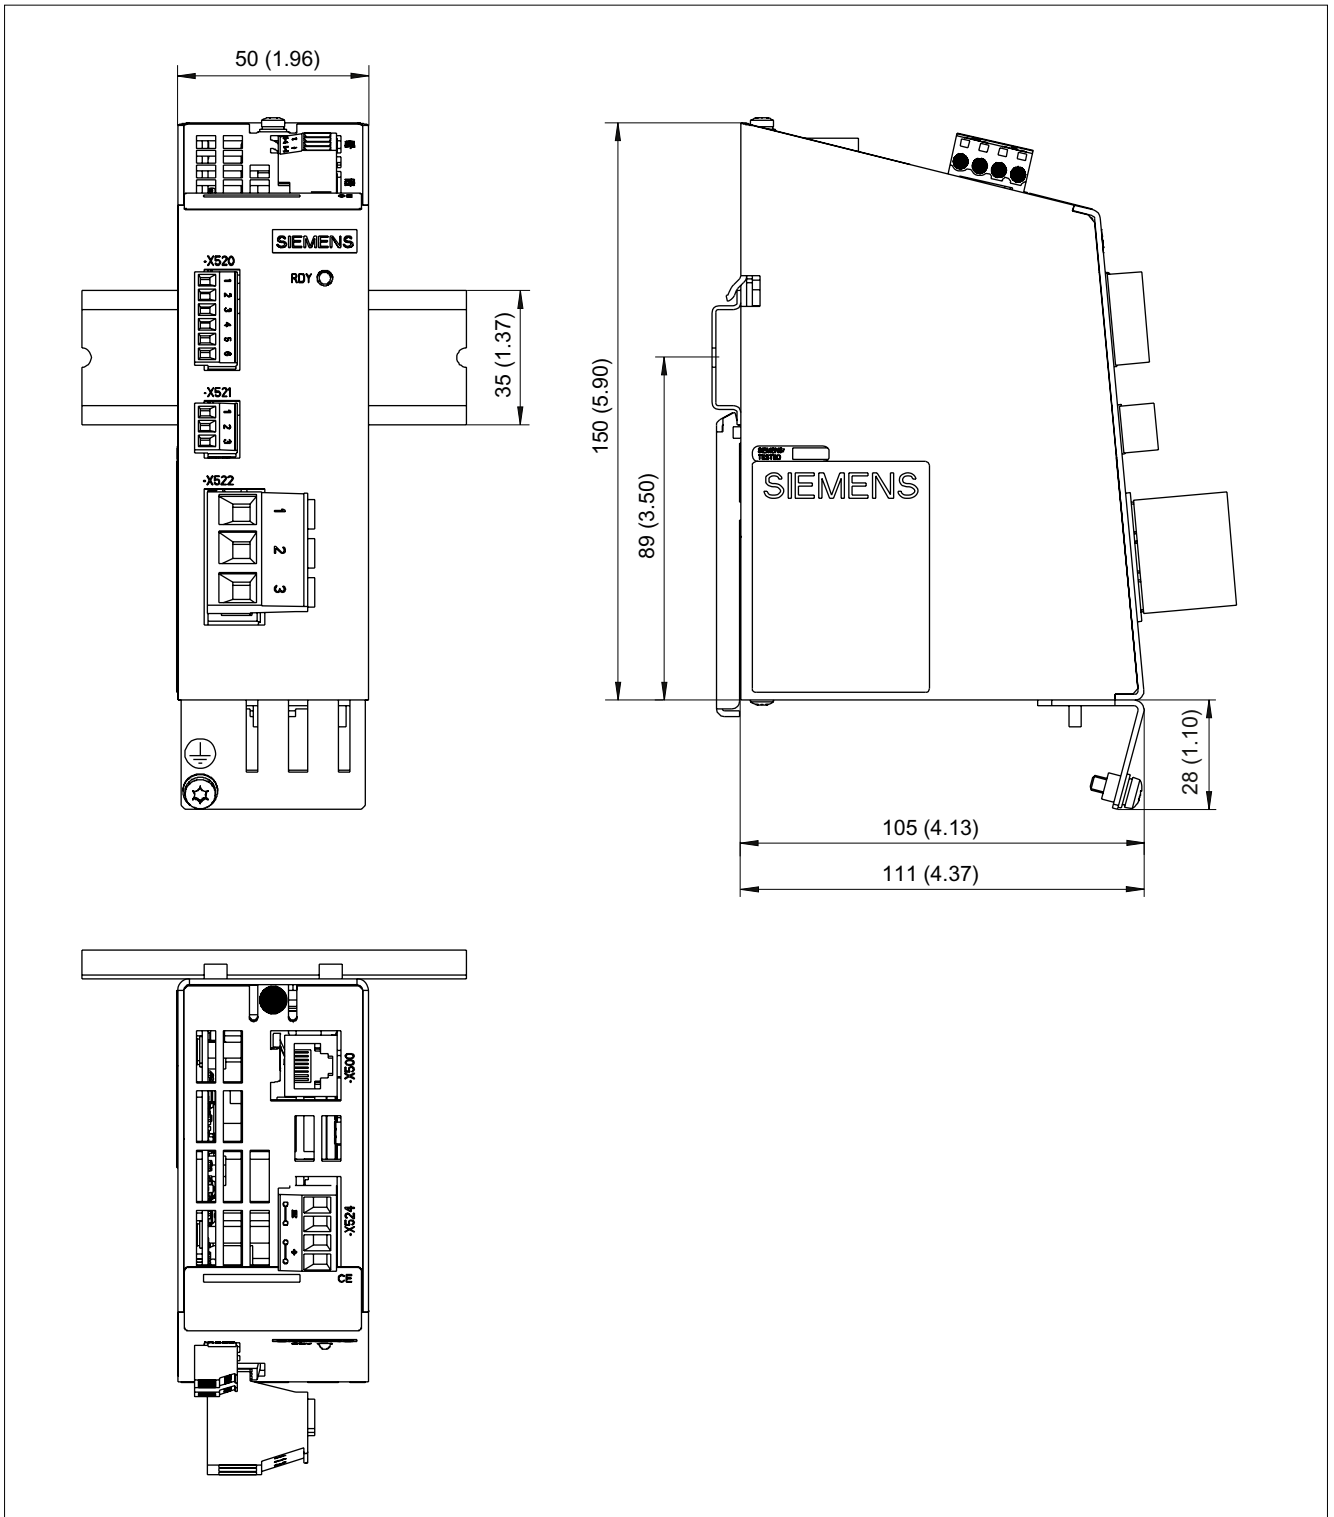 50 (1.96)
SIEMENS
-X520
RDY
1
2
3
4
5
6
35 (1.37)
-X521
1
2
3
-X522
1
2
3
150 (5.90)
89 (3.50)
SIEMENS
28 (1.10)
105 (4.13)
111 (4.37)
-X500
-X524
+
CE